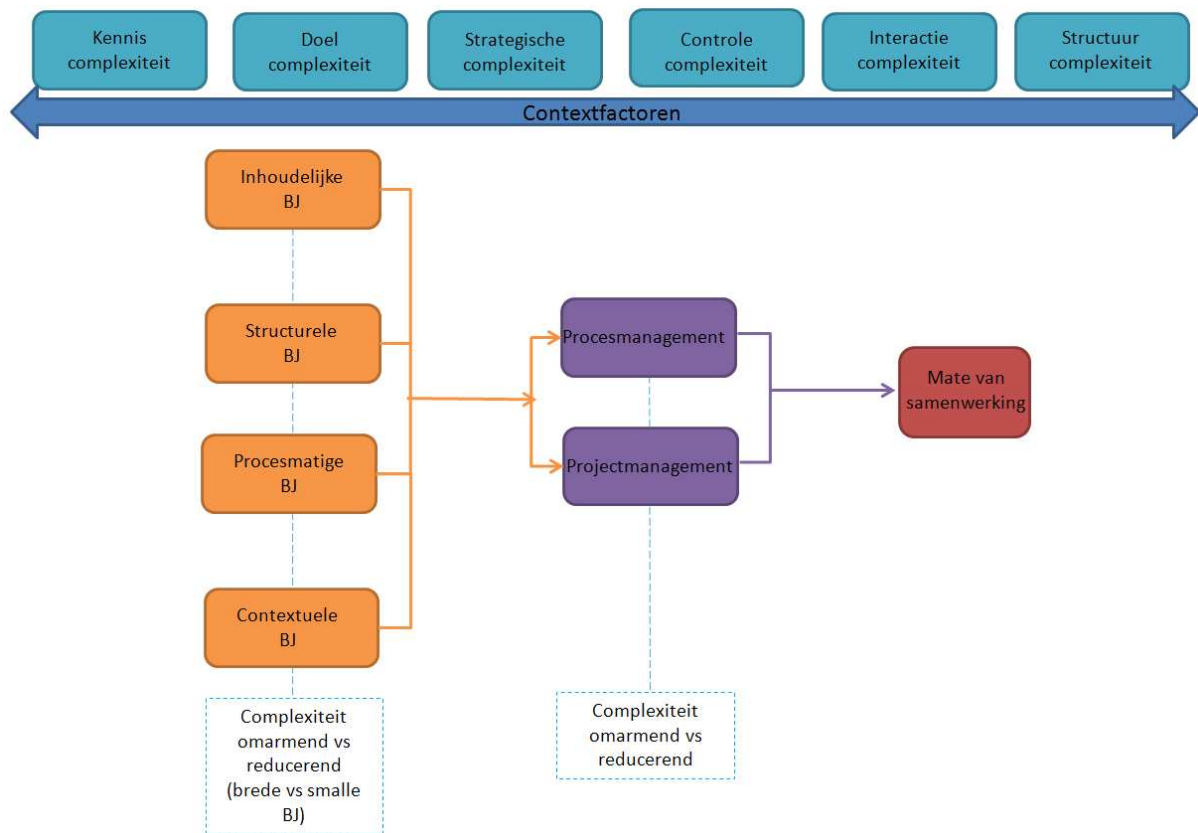 Kennis
complexiteit
Doel
complexiteit
Strategische
complexiteit
Controle
complexiteit
Interactie
complexiteit
Structuur
complexiteit
Contextfactoren
Inhoudelijke
BJ
Structurele
BJ
Procesmatige
BJ
Contextuele
BJ
Complexiteit
omarmend vs
reducerend
(brede vs smalle
BJ)
Procesmanagement
Projectmanagement
Complexiteit
omarmend vs
reducerend
Mate van
samenwerking